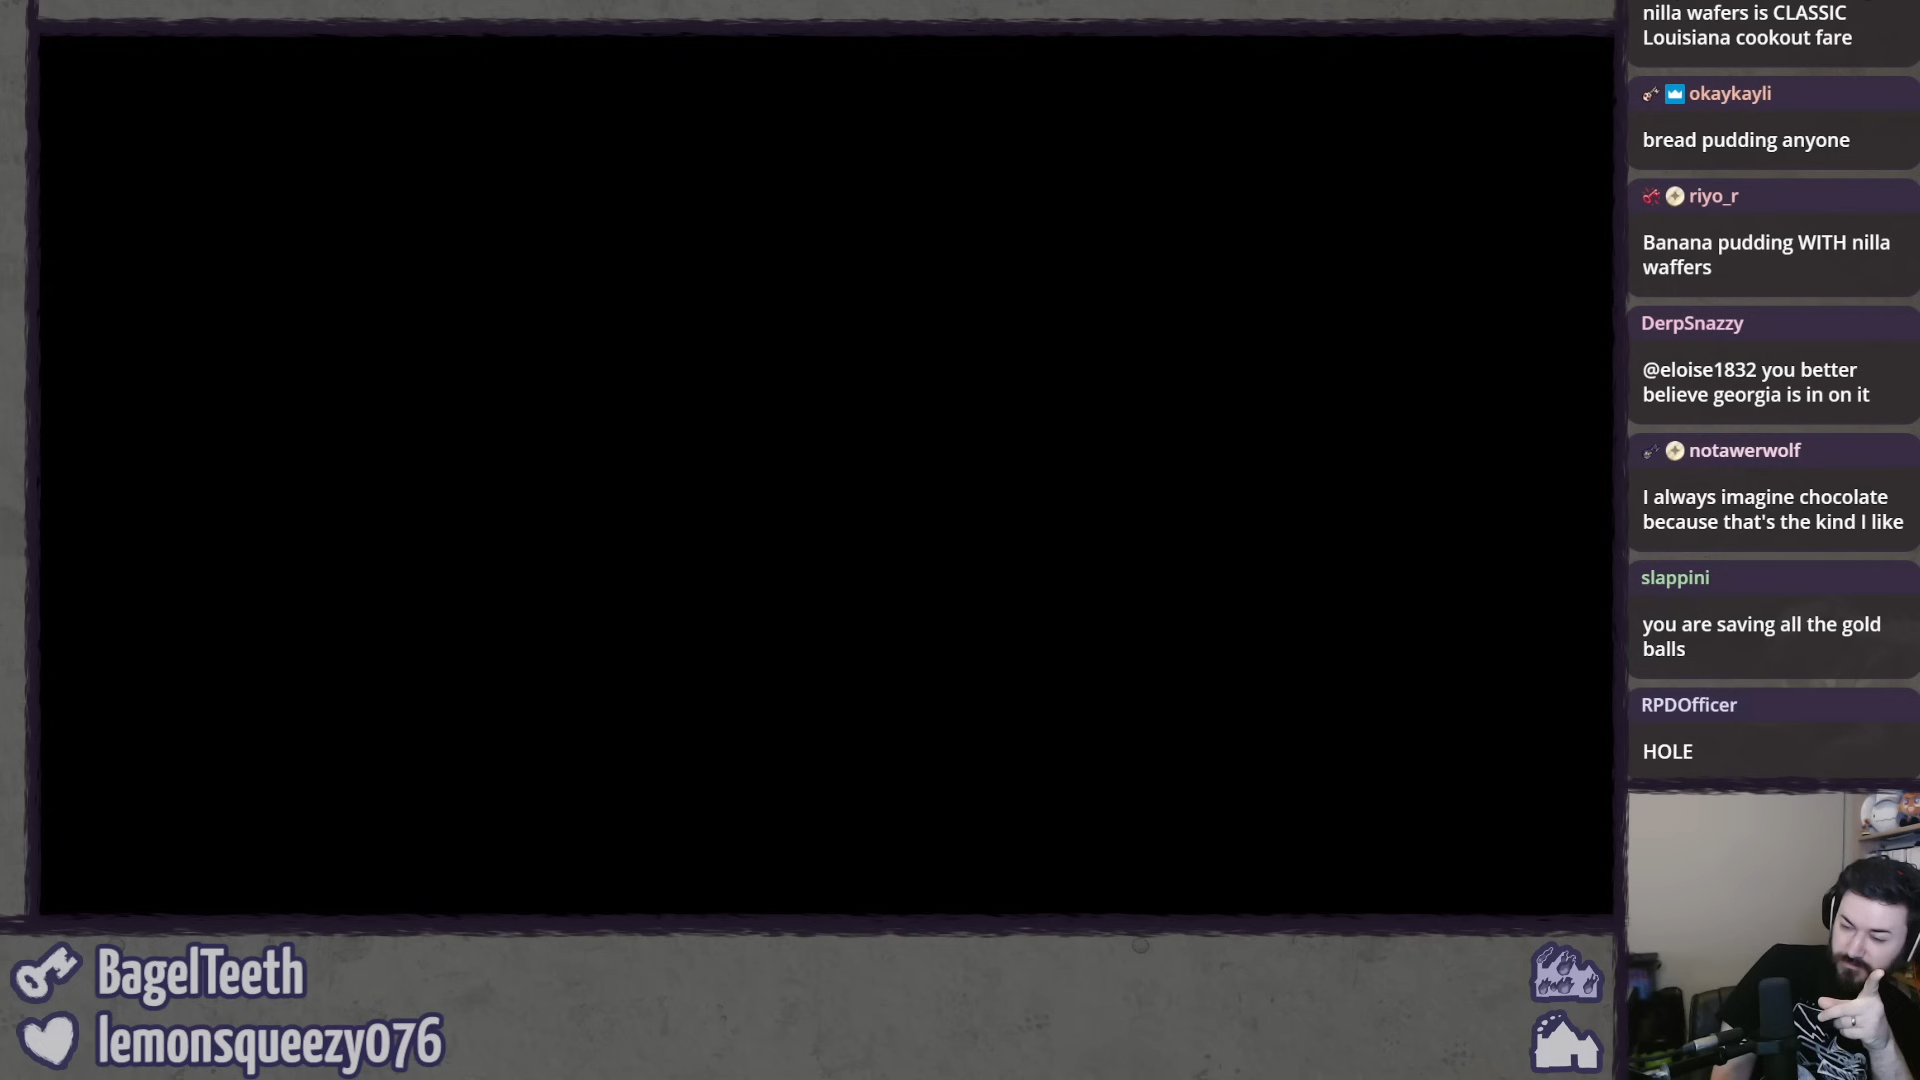 nilla wafers is CLASSIC
Louisiana cookout fare
okaykayli
bread pudding anyone
riyo_r
Banana pudding WITH nilla
waffers
DerpSnazzy
@eloise1832 you better
believe georgia is in on it
notawerwolf
I always imagine chocolate
because that's the kind I like
slappini
you are saving all the gold
balls
RPDOfficer
HOLE
BagelTeeth
lemonsqueezy076